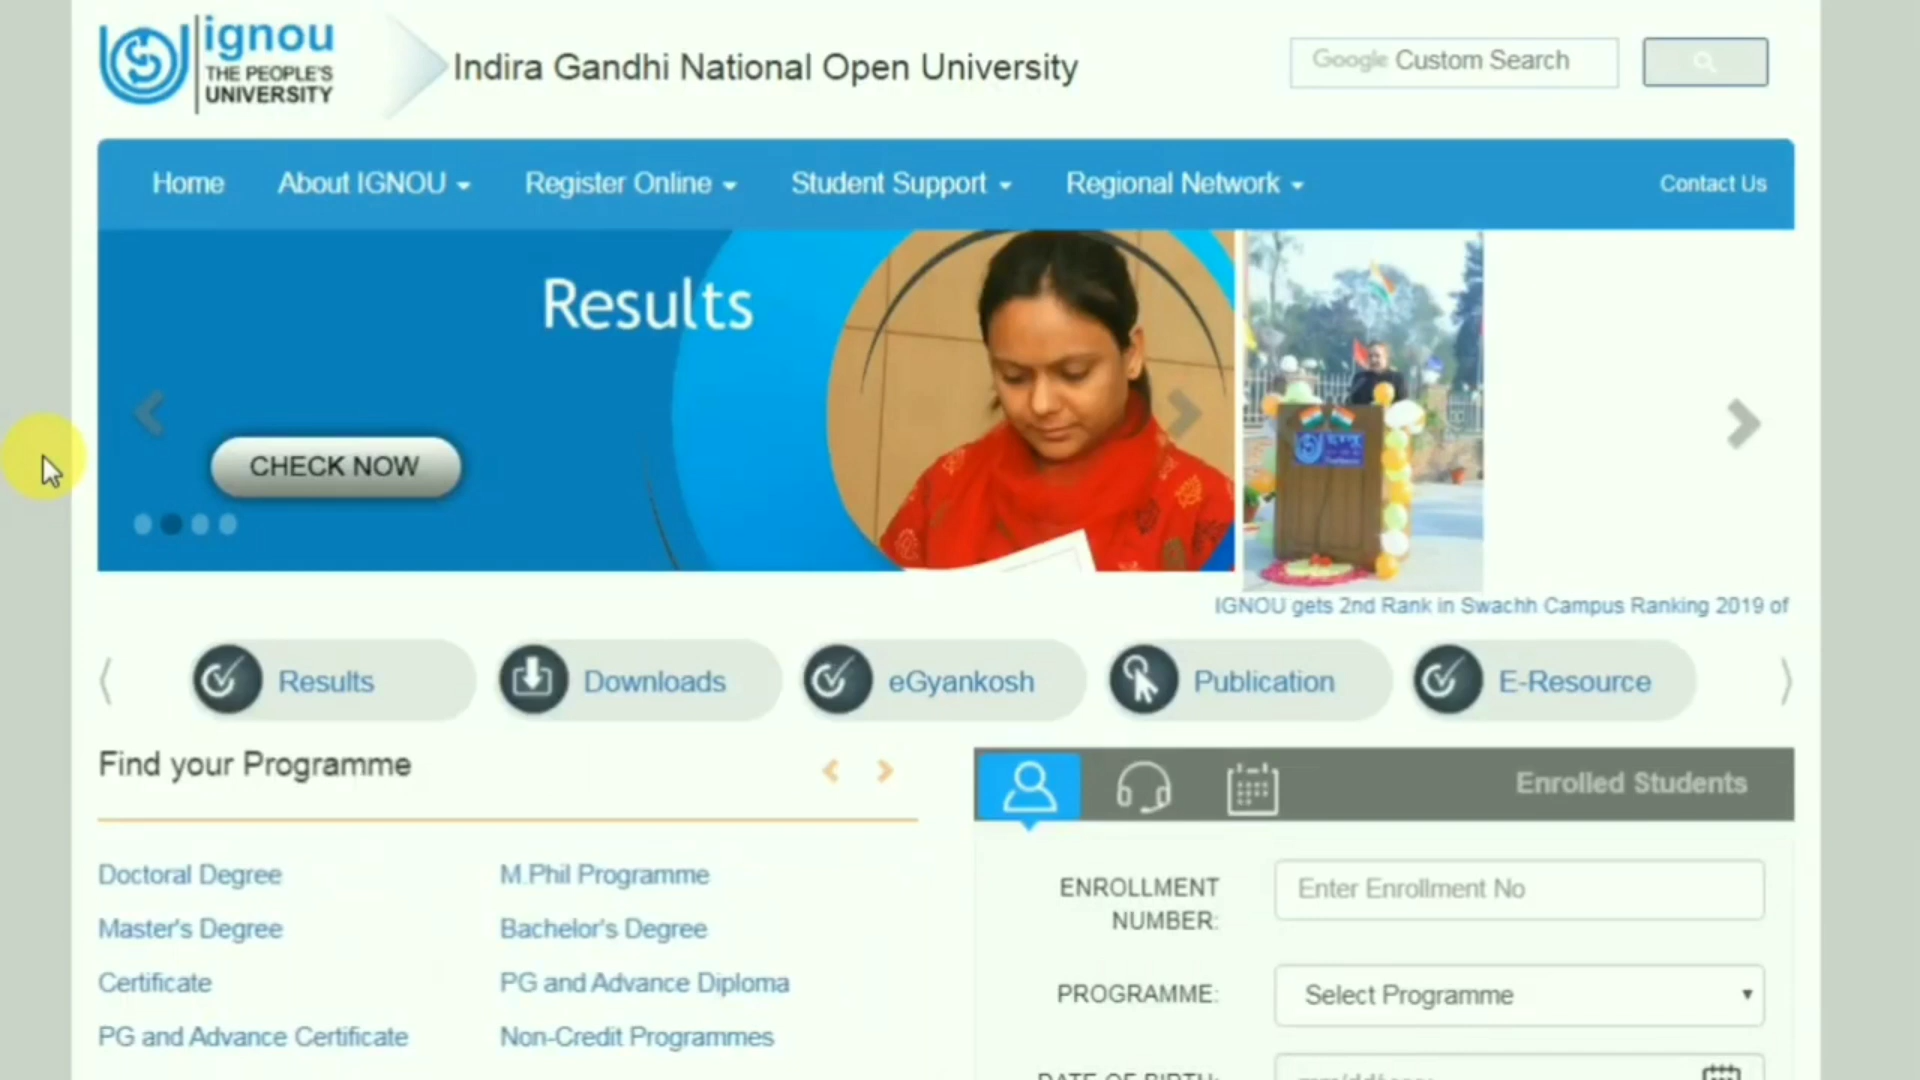 ignou
THE PEOPLE'S
UNIVERSITY
Indira Gandhi National Open University
Google Custom Search
Home
About IGNOU
Register Online
Student Support
Regional Network
Contact Us
Results
CHECK NOW
IGNOU gets 2nd Rank in Swachh Campus Ranking 2019 of
Results
Downloads
eGyankosh
Publication
E-Resource
Find your Programme
Enrolled Students
Doctoral Degree
M.Phil Programme
Master's Degree
Bachelor's Degree
Certificate
PG and Advance Diploma
PG and Advance Certificate
Non-Credit Programmes
ENROLLMENT
NUMBER:
Enter Enrollment No
PROGRAMME:
Select Programme
DATE OF BIRTH: